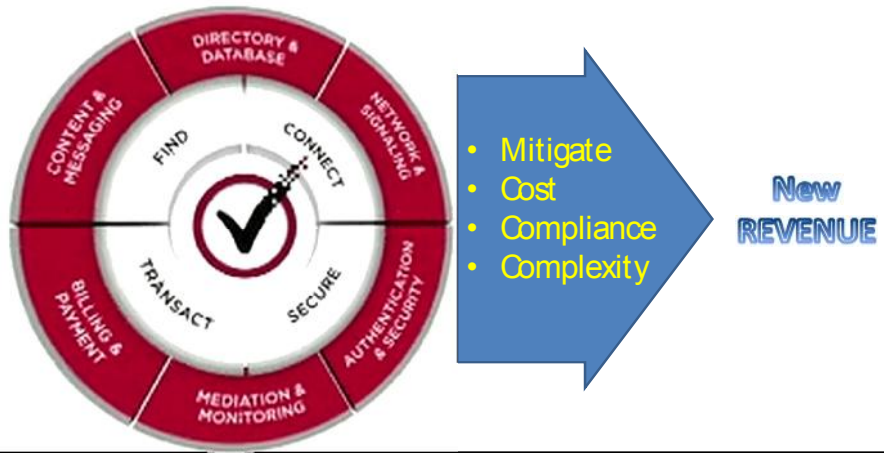 DIRECTORY &
DATABASE
NETWORK &
SIGNALING
AUTHENTICATION
& SECURITY
MEDIATION &
MONITORING
BILLING &
PAYMENT
CONTENT &
MESSAGING
FIND
CONNECT
SECURE
TRANSACT
• Mitigate
• Cost
• Compliance
• Complexity
New
REVENUE